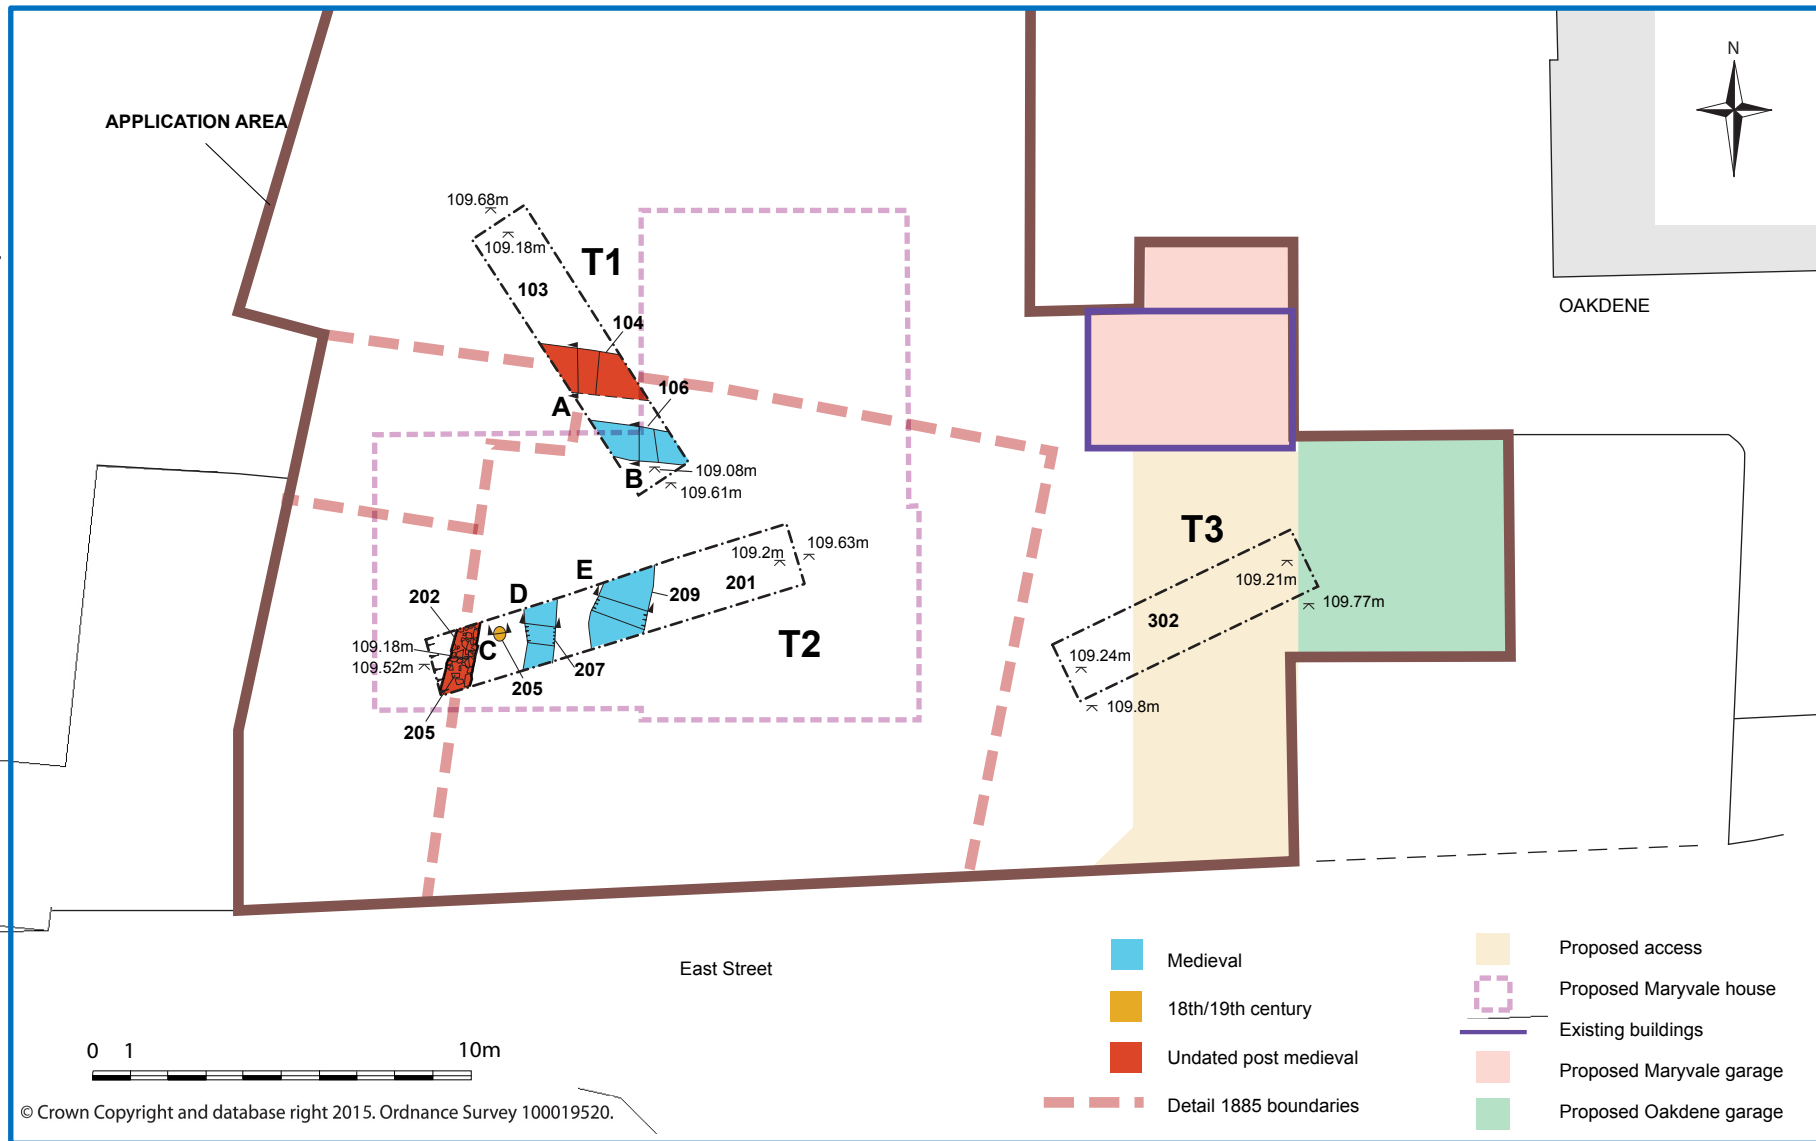 N
APPLICATION AREA
109.68m
109.18m
T1
103
OAKDENE
104
106
A
B
109.08m
109.61m
T3
109.2m
109.63m
E
D
201
109.21m
209
202
109.77m
302
109.18m
C
T2
109.24m
109.52m
207
205
109.8m
205
East Street
Medieval
18th/19th century
Undated post medieval
Detail 1885 boundaries
Proposed access
Proposed Maryvale house
Existing buildings
Proposed Maryvale garage
Proposed Oakdene garage
0 1 10m
© Crown Copyright and database right 2015. Ordnance Survey 100019520.